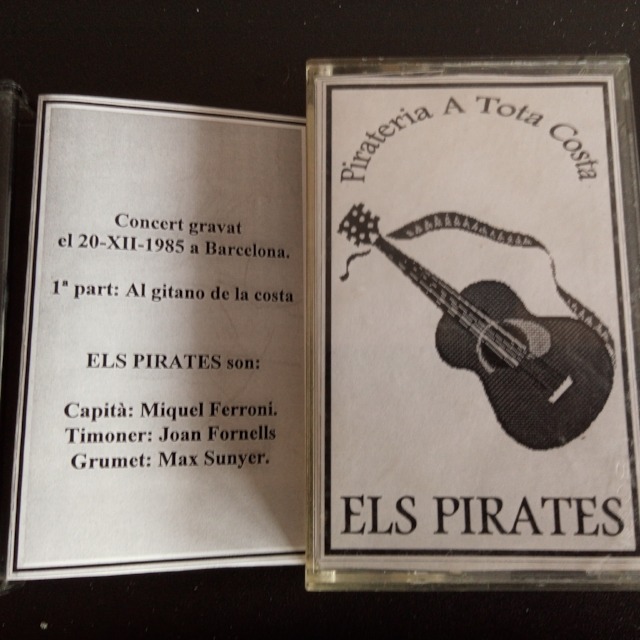 Concert gravat
el 20-XII-1985 a Barcelona.
1ª part: Al gitano de la costa
ELS PIRATES son:
Capità: Miquel Ferroni.
Timoner: Joan Fornells
Grumet: Max Sunyer.
Pirateria A Tota Costa
ELS PIRATES